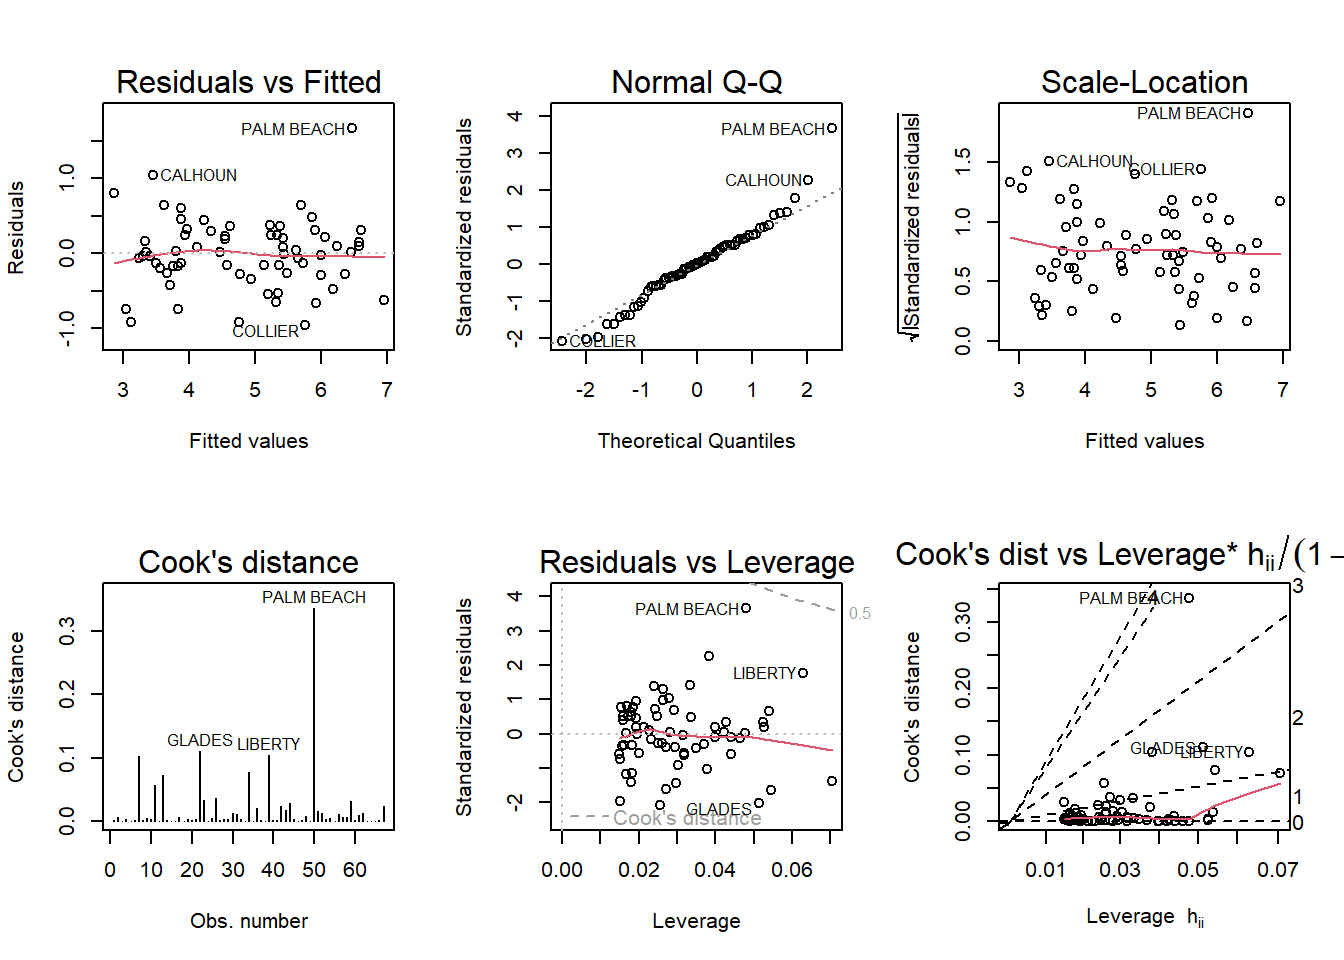 Residuals vs Fitted
Residuals
1.0
0.0
-1.0
PALM BEACH
CALHOUN
COLLIER
3 4 5 6 7
Fitted values
Normal Q-Q
Standardized residuals
4
3
2
1
0
-1
-2
PALM BEACH
CALHOUN
COLLIER
-2 -1 0 1 2
Theoretical Quantiles
Scale-Location
√|Standardized residuals|
1.5
1.0
0.5
0.0
PALM BEACH
CALHOUN
COLLIER
3 4 5 6 7
Fitted values
Cook's distance
Cook's distance
0.3
0.2
0.1
0.0
PALM BEACH
GLADES
LIBERTY
0 10 20 30 40 50 60
Obs. number
Residuals vs Leverage
Standardized residuals
4
3
2
1
0
-1
-2
PALM BEACH
0.5
LIBERTY
GLADES
Cook's distance
0.00 0.02 0.04 0.06
Leverage
Cook's dist vs Leverage* hii/(1 −
Cook's distance
0.30
0.20
0.10
0.00
PALM BEACH
4
3
2
1
0
GLADES
LIBERTY
0.01 0.03 0.05 0.07
Leverage hii